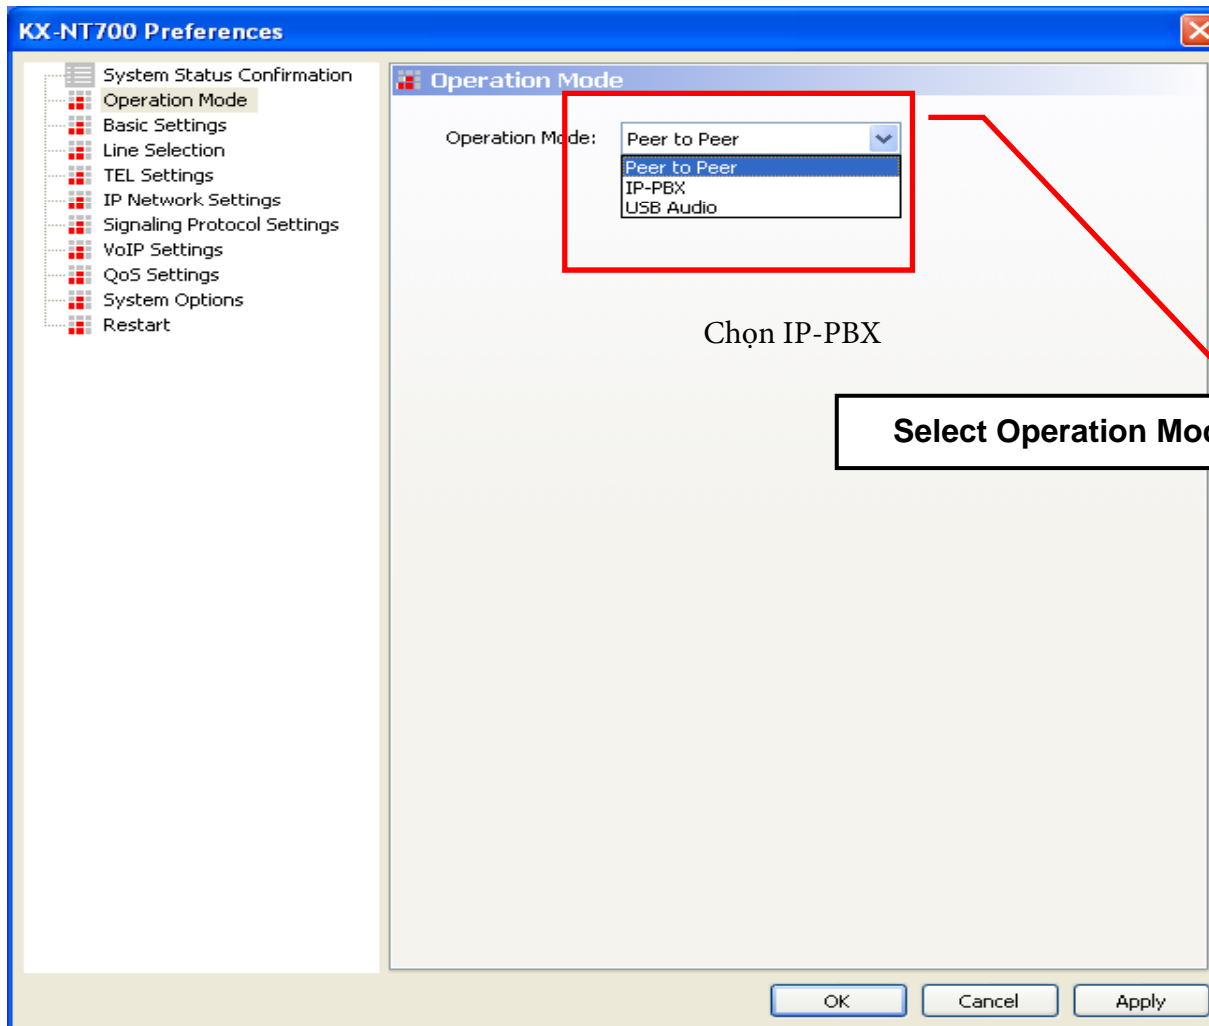 KX-NT700 Preferences
System Status Confirmation
Operation Mode
Basic Settings
Line Selection
TEL Settings
IP Network Settings
Signaling Protocol Settings
VoIP Settings
QoS Settings
System Options
Restart
Operation Mode
Operation Mode: Peer to Peer
Peer to Peer
IP-PBX
USB Audio
Chọn IP-PBX
Select Operation
OK Cancel Apply